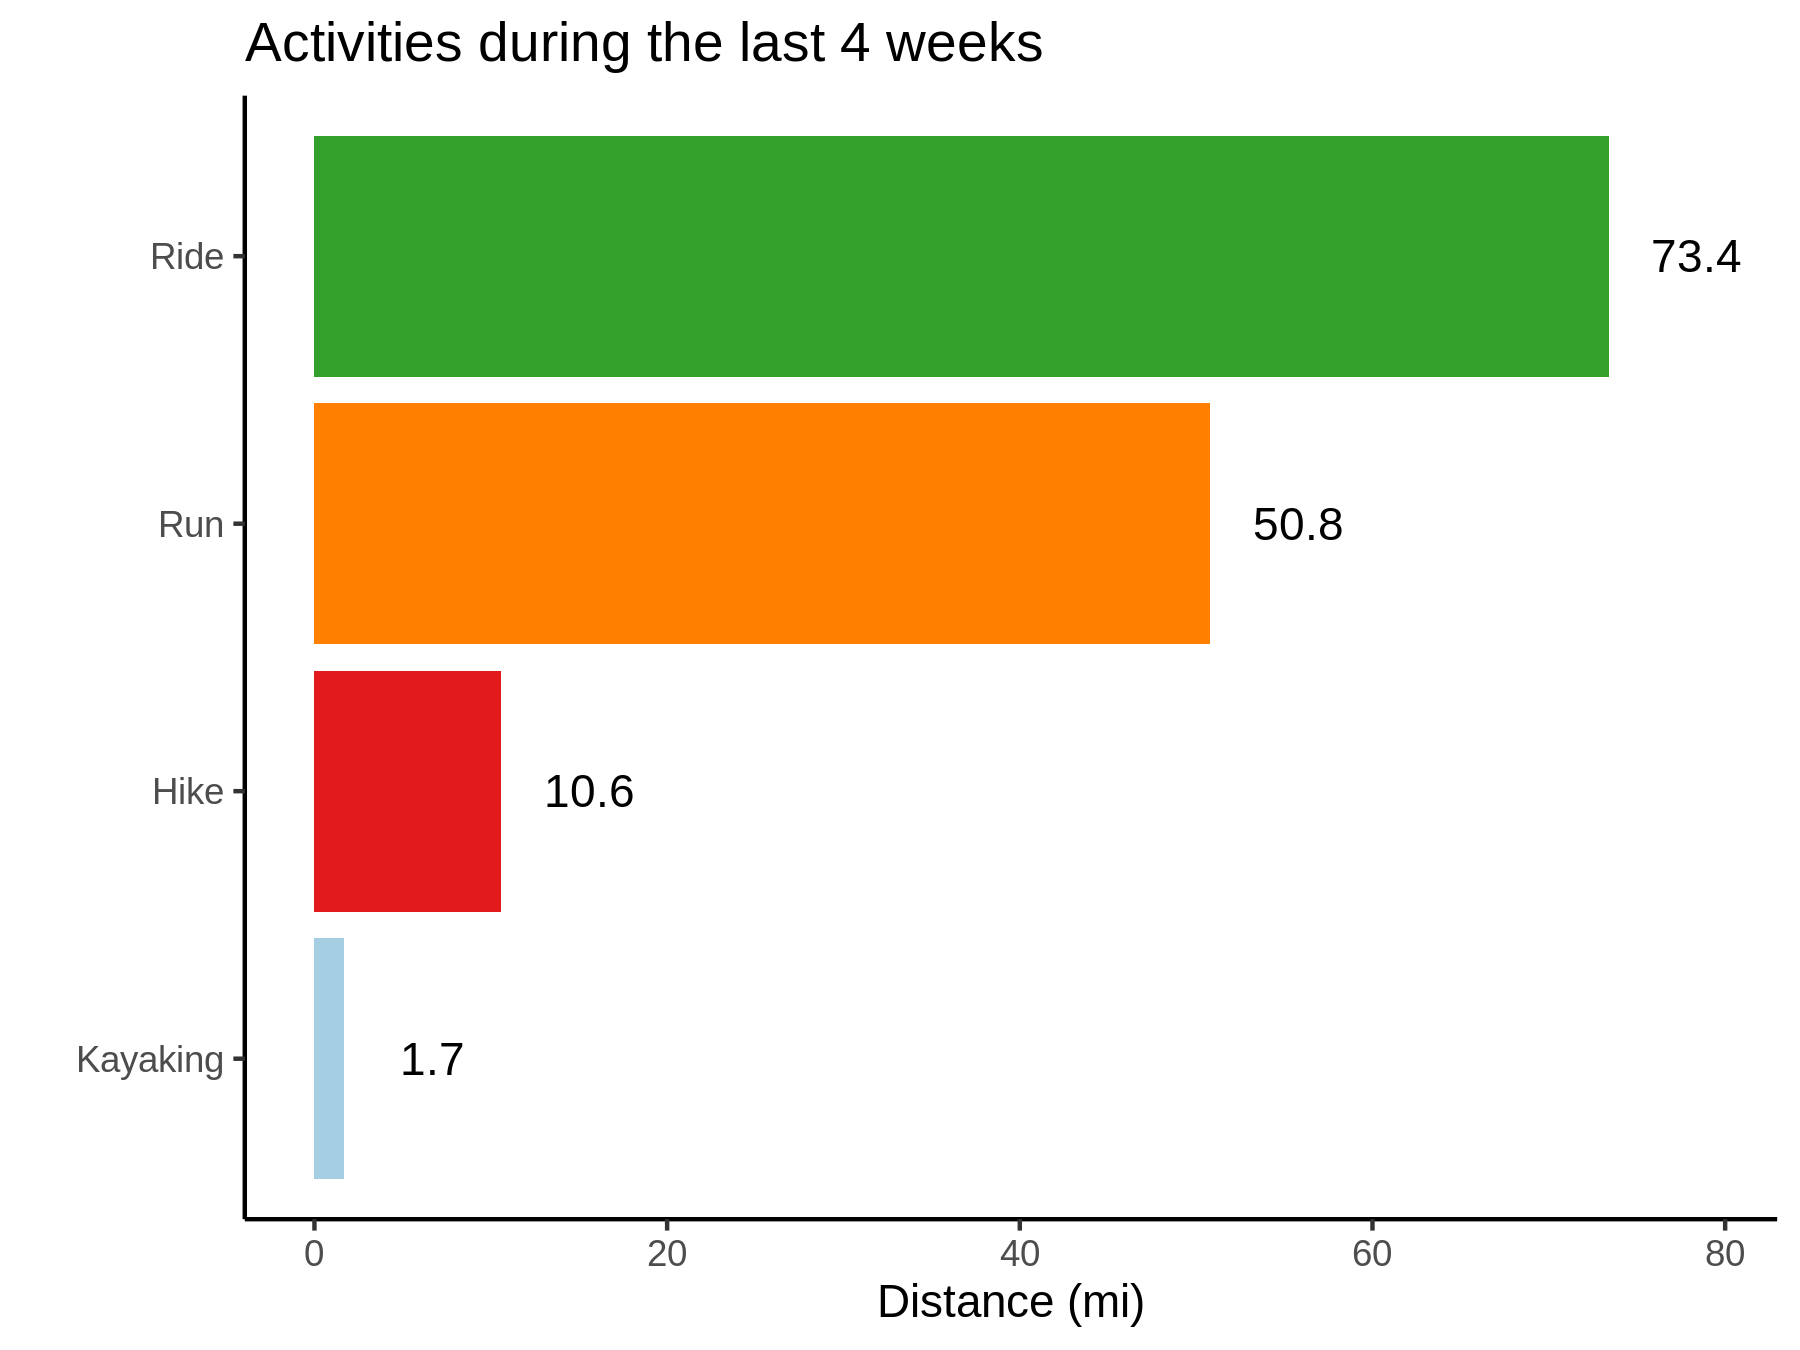 Activities during the last 4 weeks
Ride
73.4
Run
50.8
Hike
10.6
Kayaking
1.7
0 20 40 60 80
Distance (mi)